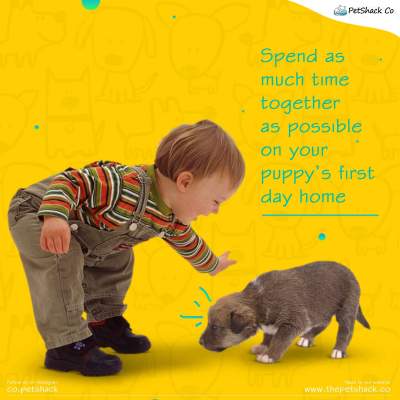 PetShack Co
Spend as
much time
together
as possible
on your
puppy's first
day home
co.petshack
www.thepetshack.co